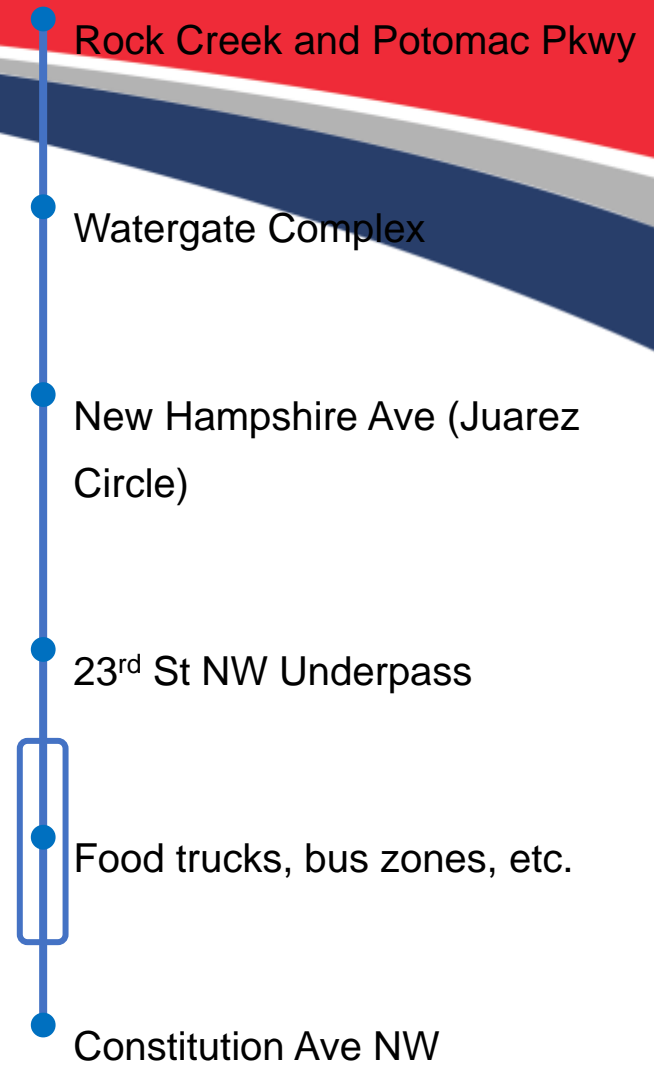 Rock Creek and Potomac Pkwy
Watergate Complex
New Hampshire Ave (Juarez
Circle)
23rd St NW Underpass
Food trucks, bus zones, etc.
Constitution Ave NW